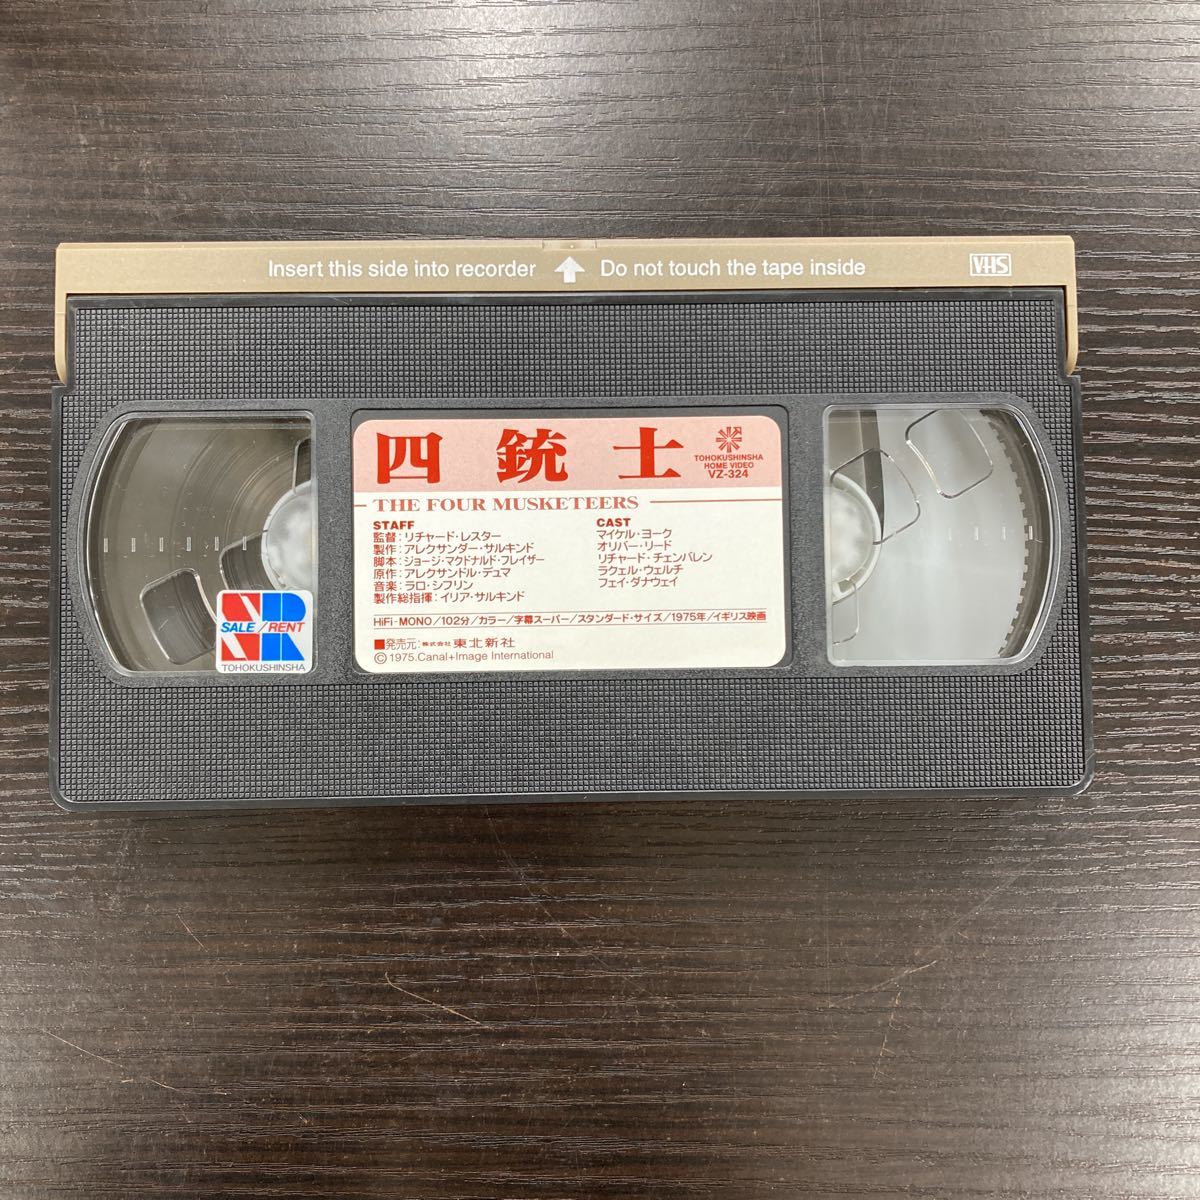 Insert this side into recorder Do not touch the tape inside VHS
四銃士
TOHOKUSHINSHA
HOME VIDEO
VZ-324
THE FOUR MUSKETEERS
STAFF
監督:リチャード・レスター
製作:アレクサンダー・サルキンド
脚本:ジョージ・マクドナルド・フレイザー
原作:アレクサンドル・デュマ
音楽:ラロ・シフリン
製作総指揮:イリア・サルキンド
CAST
マイケル・ヨーク
オリバー・リード
リチャード・チェンバレン
ラクェル・ウェルチ
フェイ・ダナウェイ
HiFi-MONO/102分/カラー/字幕スーパー/スタンダード・サイズ/1975年/イギリス映画
■発売元:株式会社 東北新社
©1975.Canal+Image International
SR
SALE/RENT
TOHOKUSHINSHA